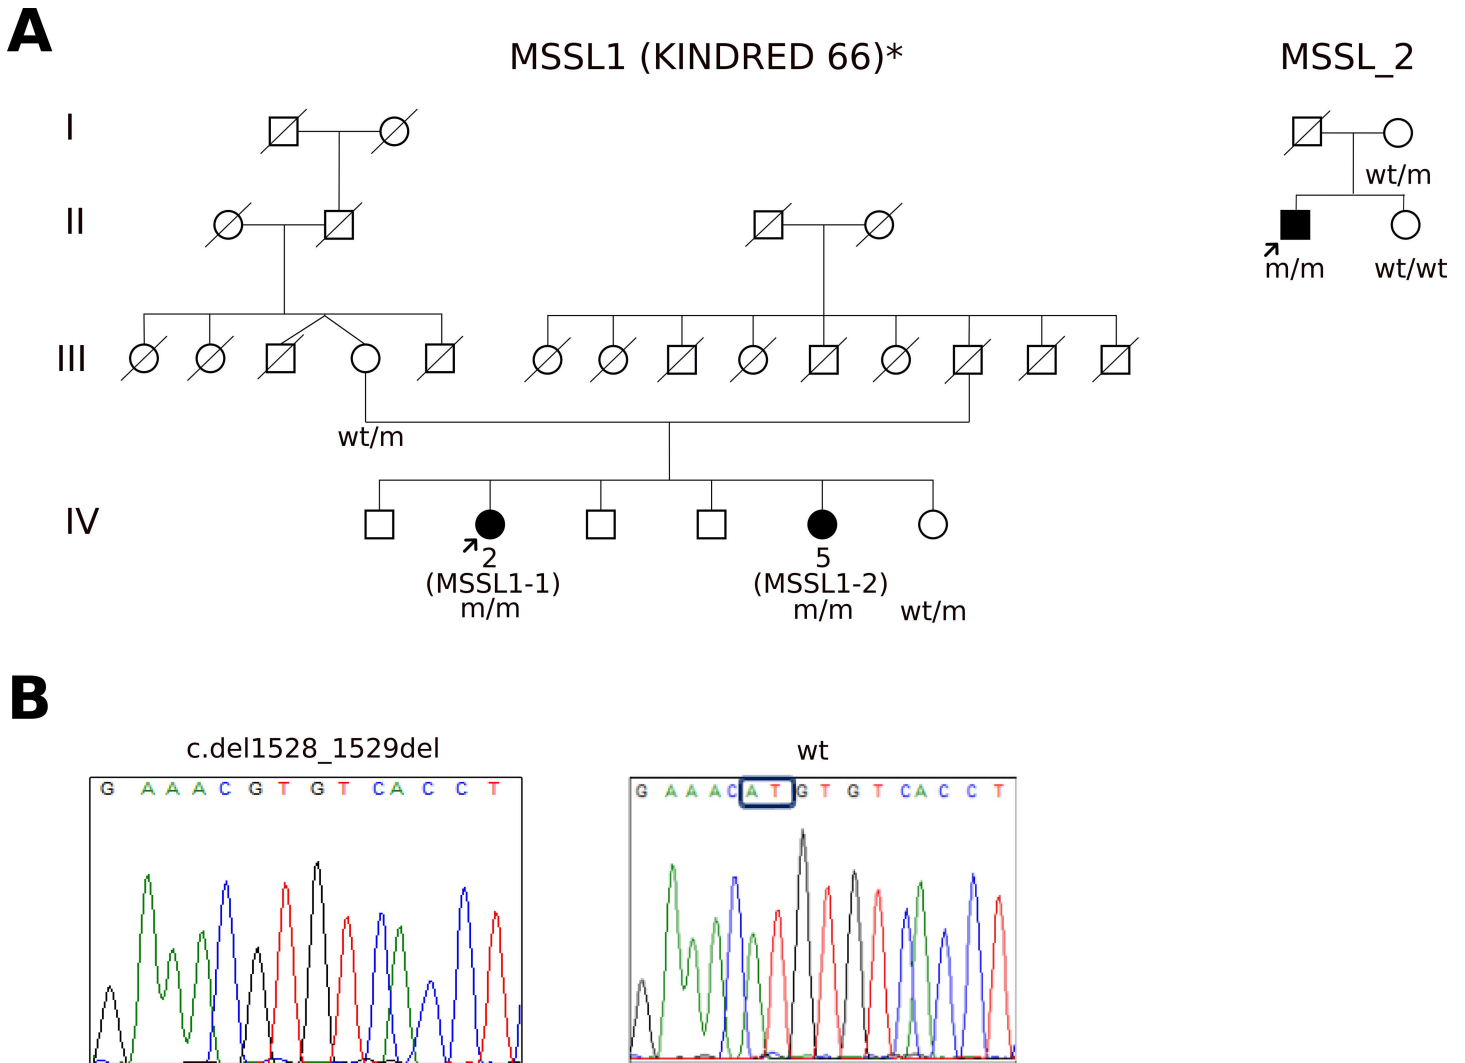 A
MSSL1 (KINDRED 66)*
MSSL_2
I
wt/m
II
m/m
wt/wt
III
wt/m
IV
2
5
(MSSL1-1)
(MSSL1-2)
m/m
m/m
wt/m
B
c.del1528_1529del
wt
G A A A C G T G T C A C C T
G A A A C A T G T G T C A C C T